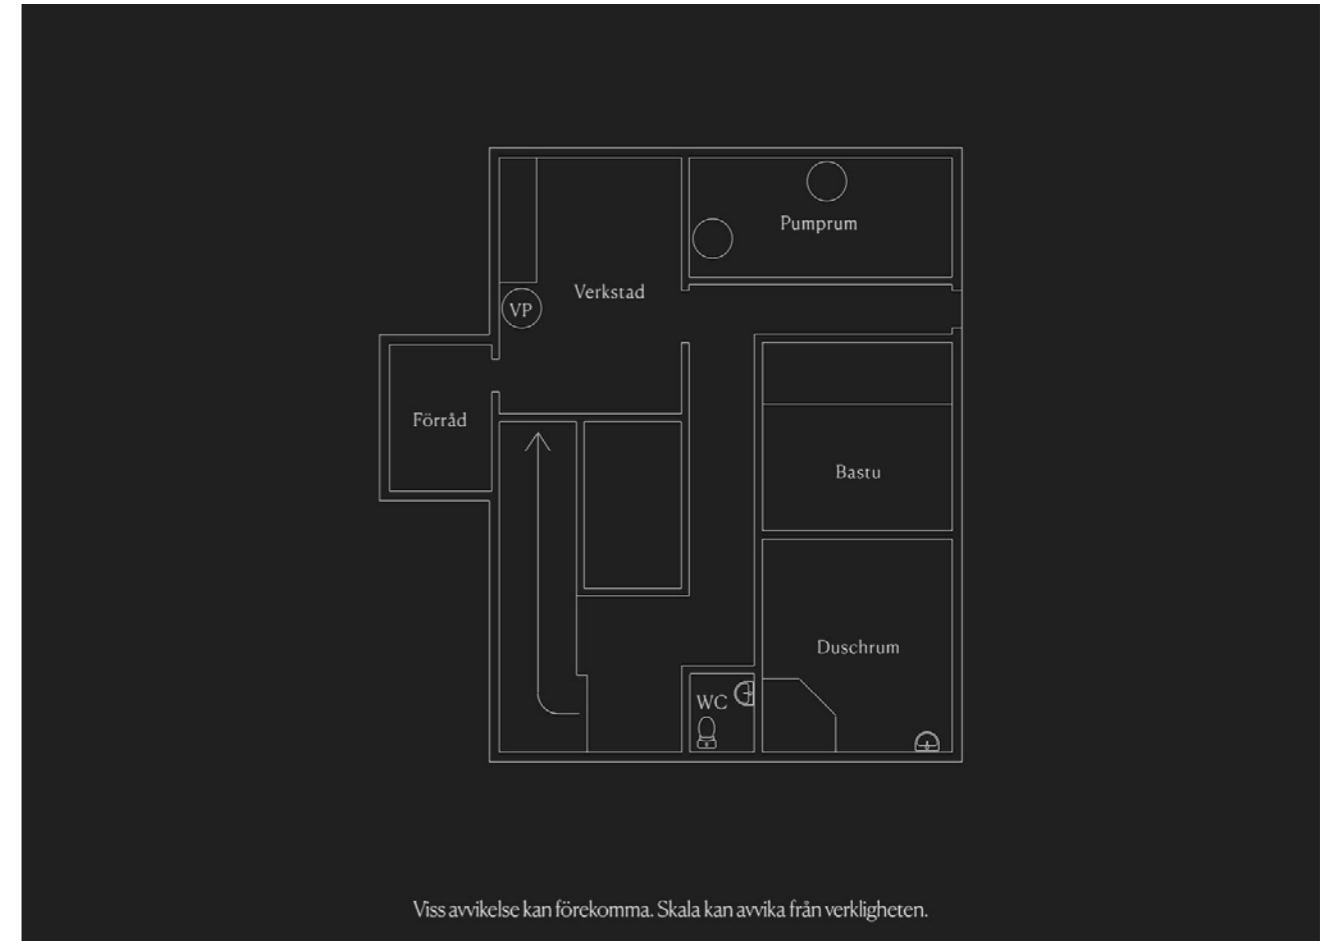 Pumprum
Verkstad
VP
Förråd
Bastu
Duschrum
WC
Viss avvikelse kan förekomma. Skala kan avvika från verkligheten.